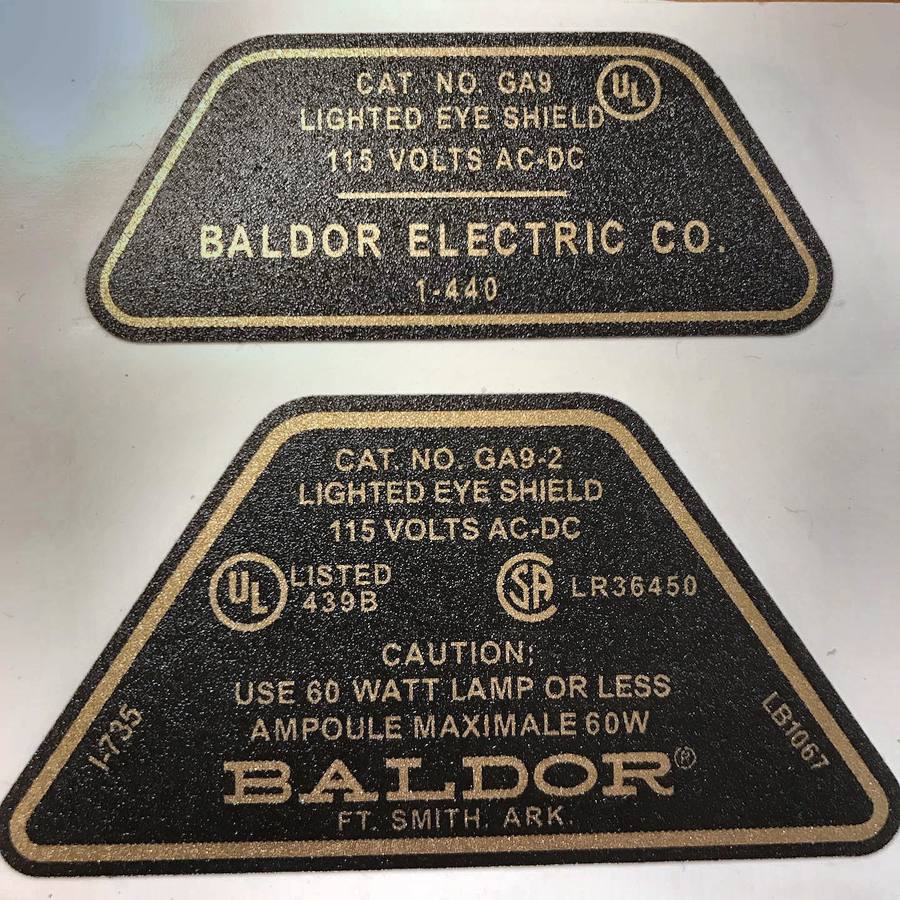 CAT. NO. GA9
UL
LIGHTED EYE SHIELD
115 VOLTS AC-DC
BALDOR ELECTRIC CO.
1-440
CAT. NO. GA9-2
LIGHTED EYE SHIELD
115 VOLTS AC-DC
UL LISTED 439B
SA LR36450
CAUTION;
USE 60 WATT LAMP OR LESS
AMPOULE MAXIMALE 60W
I-735
LB1067
BALDOR®
FT. SMITH. ARK.